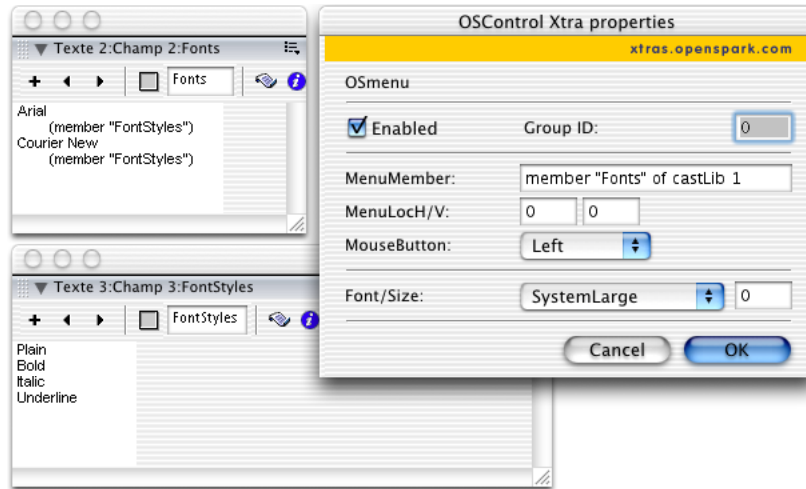 Texte 2:Champ 2:Fonts
Fonts
Arial
(member "FontStyles")
Courier New
(member "FontStyles")
Texte 3:Champ 3:FontStyles
FontStyles
Plain
Bold
Italic
Underline
OSControl Xtra properties
xtras.openspark.com
OSmenu
Enabled Group ID: 0
MenuMember: member "Fonts" of castLib 1
MenuLocH/V: 0 0
MouseButton: Left
Font/Size: SystemLarge 0
Cancel OK